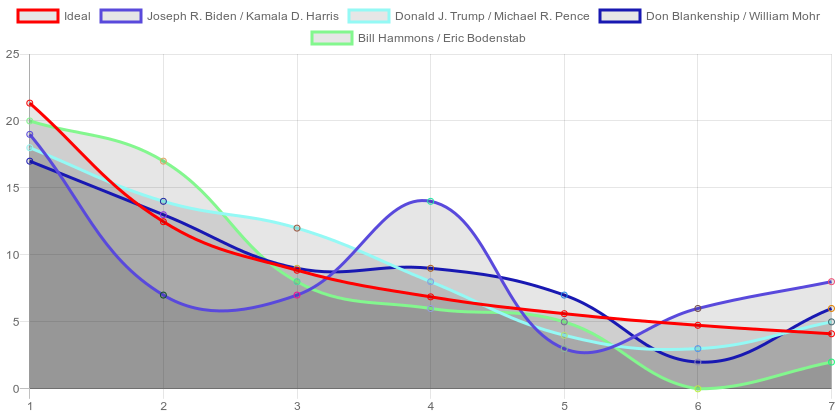 Ideal Joseph R. Biden / Kamala D. Harris Donald J. Trump / Michael R. Pence Don Blankenship / William Mohr
Bill Hammons / Eric Bodenstab
25
20
15
10
5
0
1 2 3 4 5 6 7